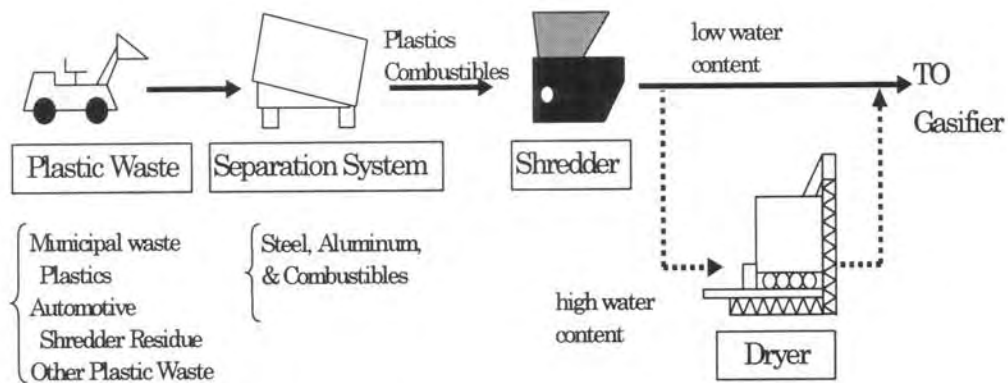 Plastics
Combustibles
low water
content
TO
Gasifier
Plastic Waste
Separation System
Shredder
Municipal waste
Plastics
Automotive
Shredder Residue
Other Plastic Waste
Steel, Aluminum,
& Combustibles
high water
content
Dryer